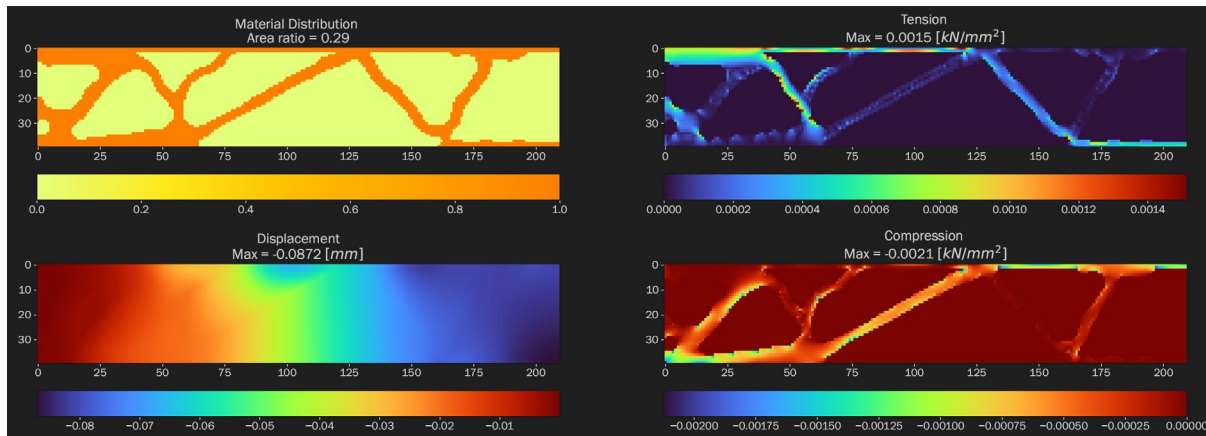 Material Distribution
Area ratio = 0.29
0
10
20
30
0 25 50 75 100 125 150 175 200
0.0 0.2 0.4 0.6 0.8 1.0
Tension
Max = 0.0015 [kN/mm²]
0
10
20
30
0 25 50 75 100 125 150 175 200
0.0000 0.0002 0.0004 0.0006 0.0008 0.0010 0.0012 0.0014
Displacement
Max = -0.0872 [mm]
0
10
20
30
0 25 50 75 100 125 150 175 200
−0.08 −0.07 −0.06 −0.05 −0.04 −0.03 −0.02 −0.01
Compression
Max = -0.0021 [kN/mm²]
0
10
20
30
0 25 50 75 100 125 150 175 200
−0.00200 −0.00175 −0.00150 −0.00125 −0.00100 −0.00075 −0.00050 −0.00025 0.00000